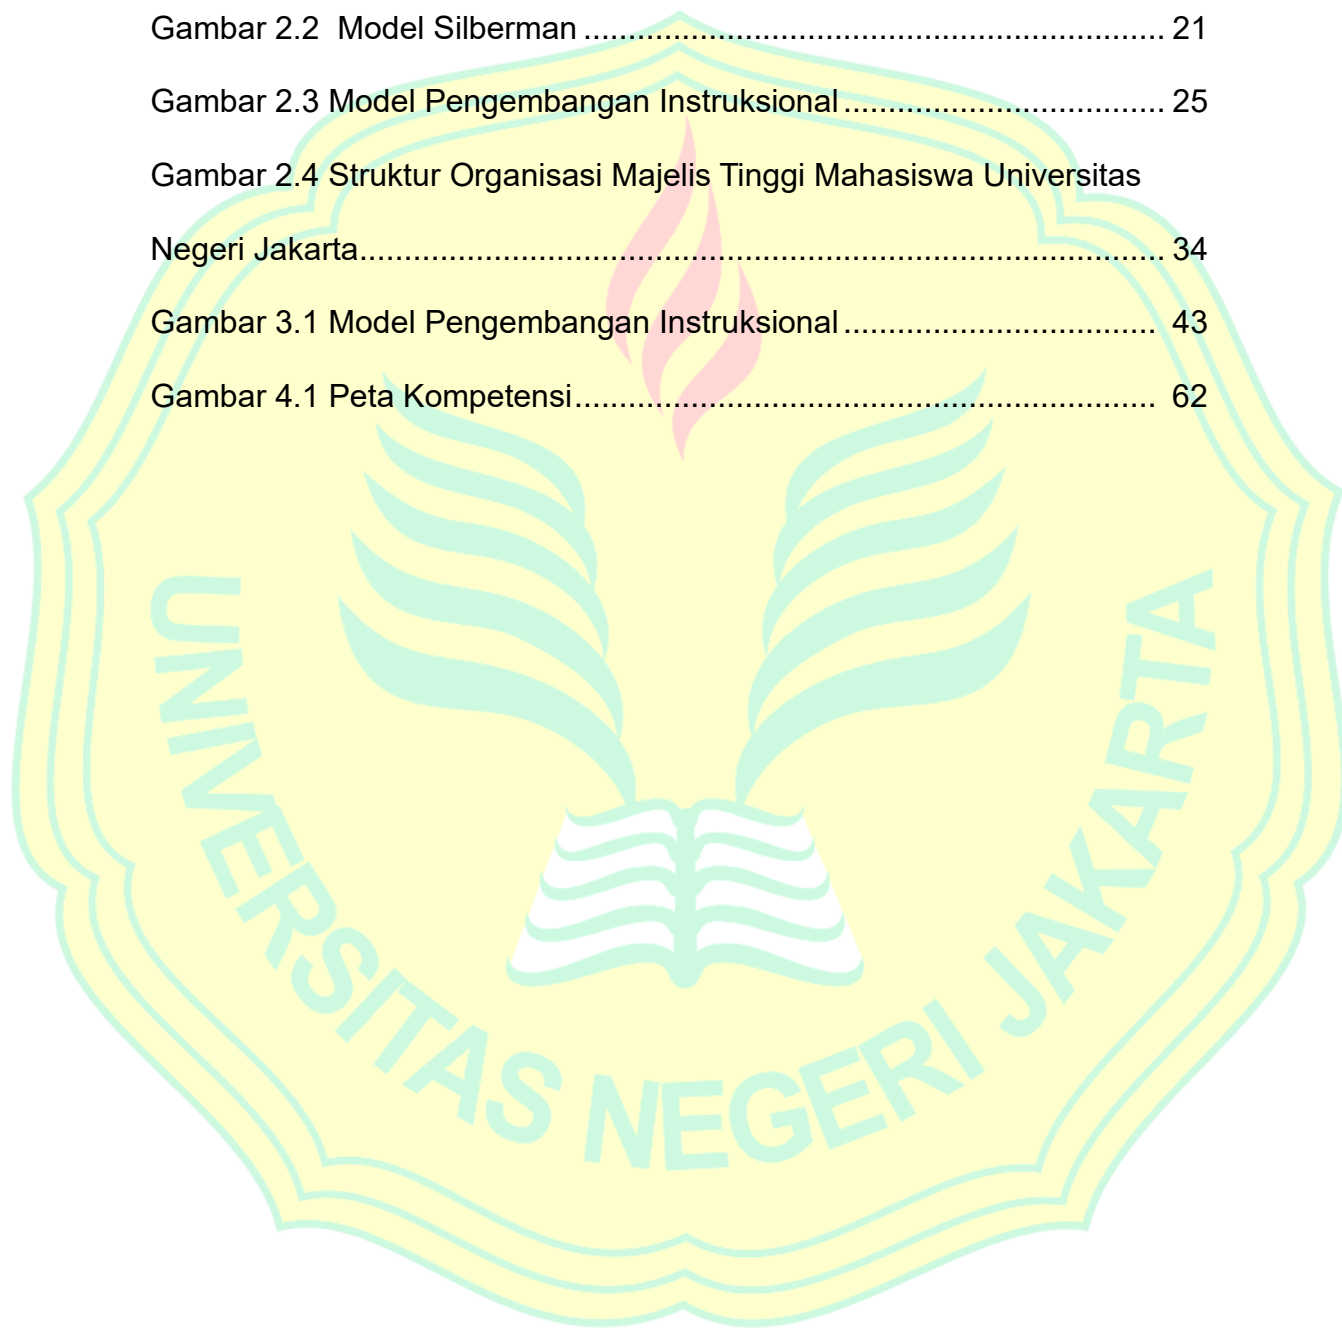 Gambar 2.2  Model Silberman ................................................................. 21
Gambar 2.3 Model Pengembangan Instruksional .................................... 25
Gambar 2.4 Struktur Organisasi Majelis Tinggi Mahasiswa Universitas
Negeri Jakarta.......................................................................................... 34
Gambar 3.1 Model Pengembangan Instruksional ................................... 43
Gambar 4.1 Peta Kompetensi................................................................. 62
UNIVERSITAS NEGERI JAKARTA